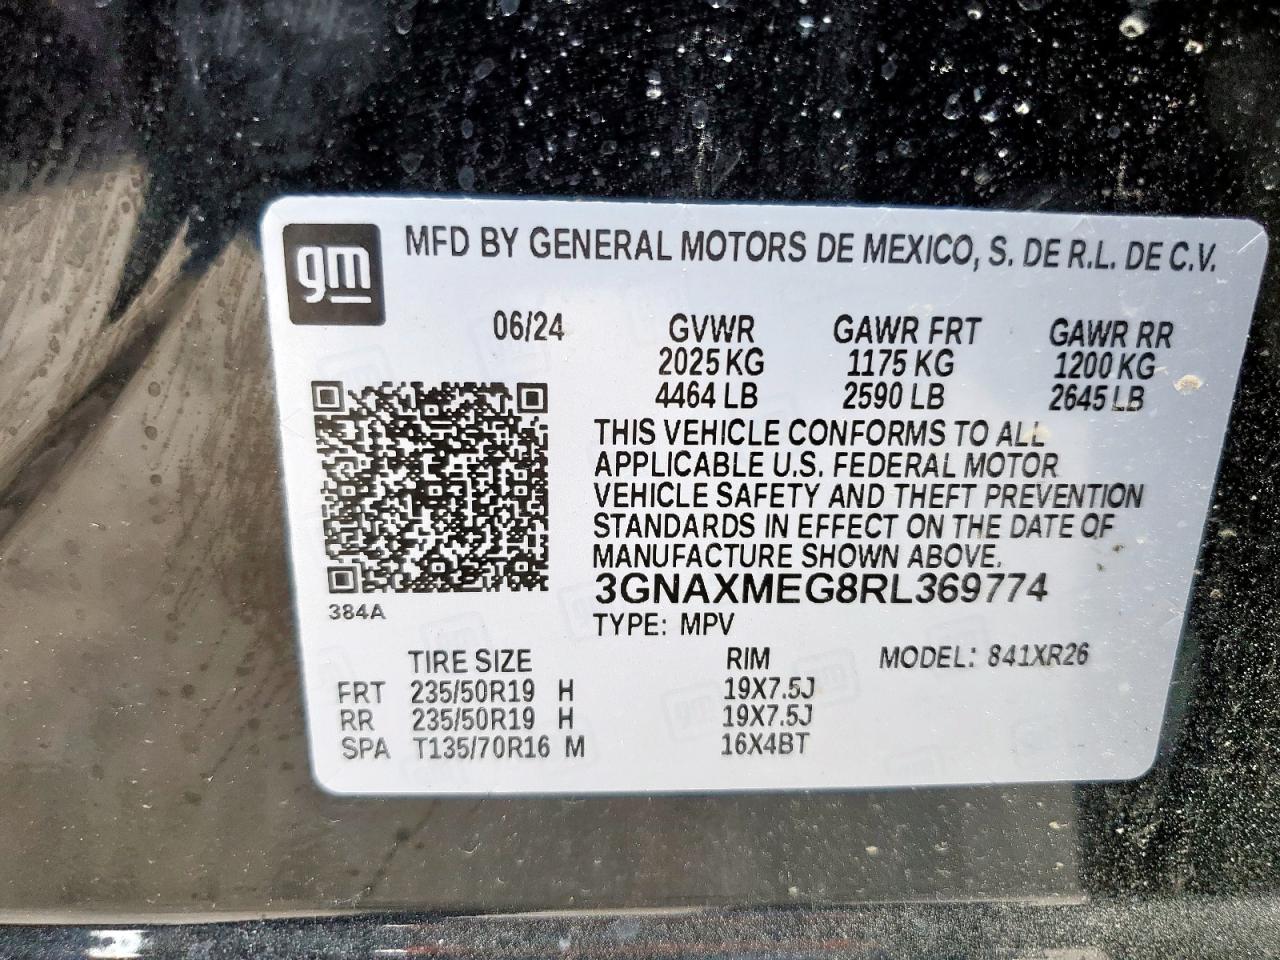 gm
MFD BY GENERAL MOTORS DE MEXICO, S. DE R.L. DE C.V.
06/24 GVWR GAWR FRT GAWR RR
2025 KG 1175 KG 1200 KG
4464 LB 2590 LB 2645 LB
THIS VEHICLE CONFORMS TO ALL
APPLICABLE U.S. FEDERAL MOTOR
VEHICLE SAFETY AND THEFT PREVENTION
STANDARDS IN EFFECT ON THE DATE OF
MANUFACTURE SHOWN ABOVE.
3GNAXMEG8RL369774
384A
TYPE: MPV
TIRE SIZE RIM MODEL: 841XR26
FRT 235/50R19 H 19X7.5J
RR 235/50R19 H 19X7.5J
SPA T135/70R16 M 16X4BT